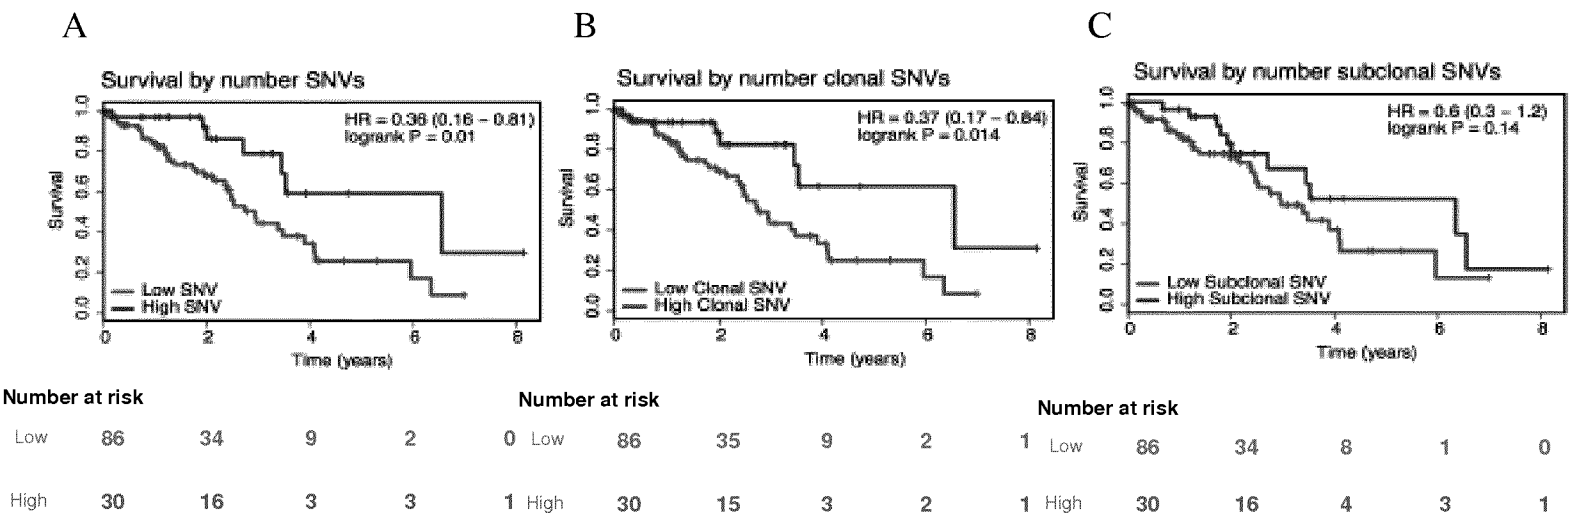 A
Survival by number SNVs
HR = 0.36 (0.16 – 0.81)
logrank P = 0.01
Survival
0.0 0.2 0.4 0.6 0.8 1.0
Low SNV
High SNV
0 2 4 6 8
Time (years)
Number at risk
Low 86 34 9 2 0
High 30 16 3 3 1
B
Survival by number clonal SNVs
HR = 0.37 (0.17 – 0.84)
logrank P = 0.014
Survival
0.0 0.2 0.4 0.6 0.8 1.0
Low Clonal SNV
High Clonal SNV
0 2 4 6 8
Time (years)
Number at risk
Low 86 35 9 2 1
High 30 15 3 2 1
C
Survival by number subclonal SNVs
HR = 0.6 (0.3 – 1.2)
logrank P = 0.14
Survival
0.0 0.2 0.4 0.6 0.8 1.0
Low Subclonal SNV
High Subclonal SNV
0 2 4 6 8
Time (years)
Number at risk
Low 86 34 8 1 0
High 30 16 4 3 1